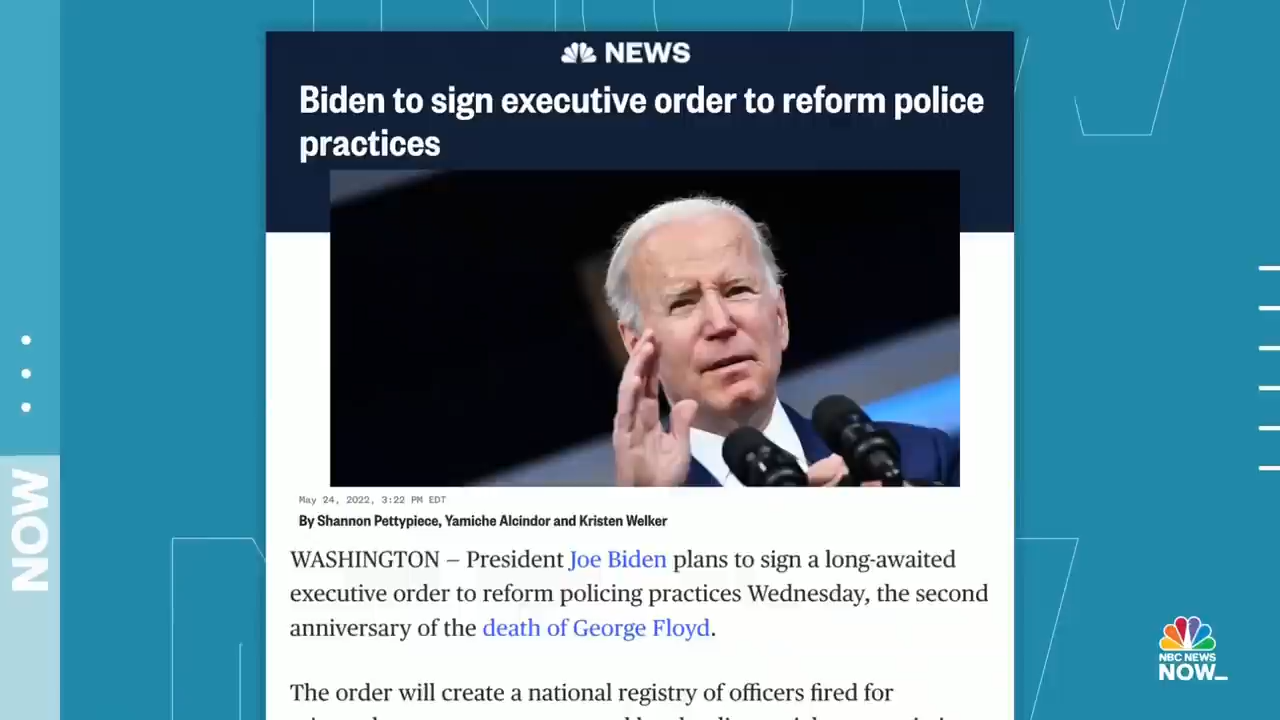 NEWS
Biden to sign executive order to reform police
practices
May 24, 2022, 3:22 PM EDT
By Shannon Pettypiece, Yamiche Alcindor and Kristen Welker
WASHINGTON — President Joe Biden plans to sign a long-awaited
executive order to reform policing practices Wednesday, the second
anniversary of the death of George Floyd.
The order will create a national registry of officers fired for
NOW
NBC NEWS
NOW_